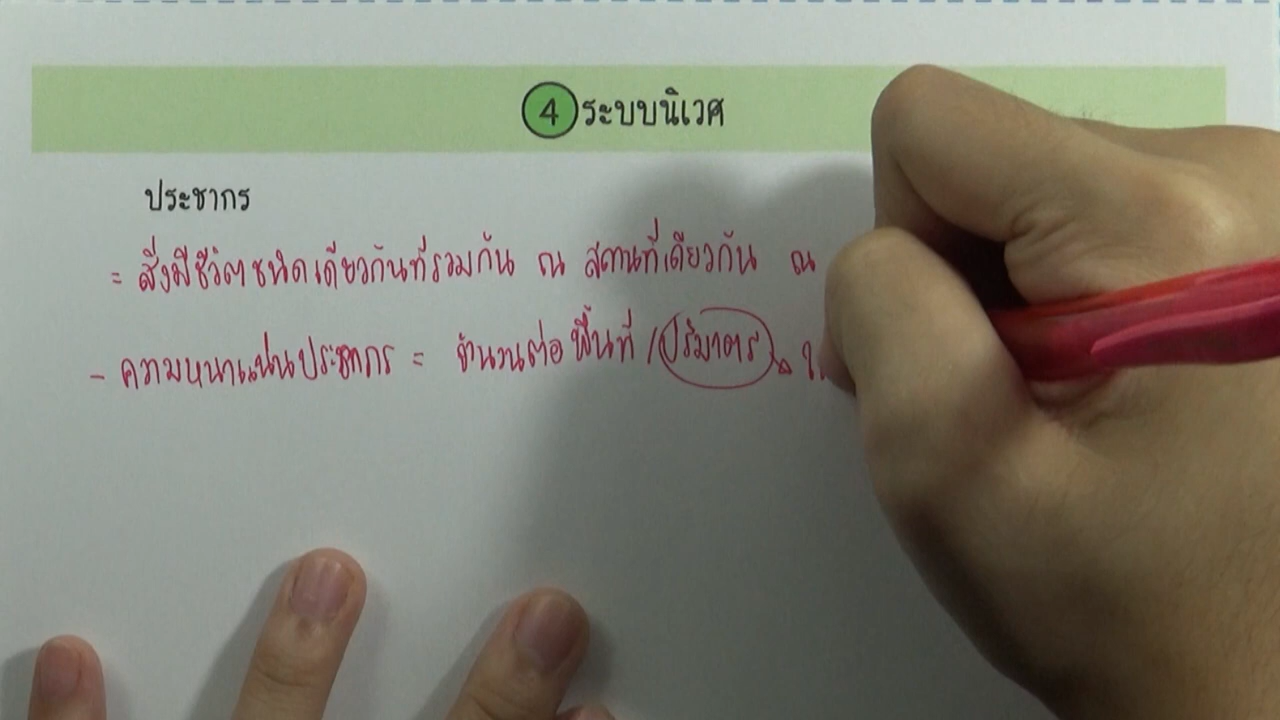 4 ระบบนิเวศ
ประชากร
= สิ่งมีชีวิตชนิดเดียวกันที่รวมกัน ณ สถานที่เดียวกัน ณ
- ความหนาแน่นประชากร = จำนวนต่อพื้นที่ / ปริมาตร